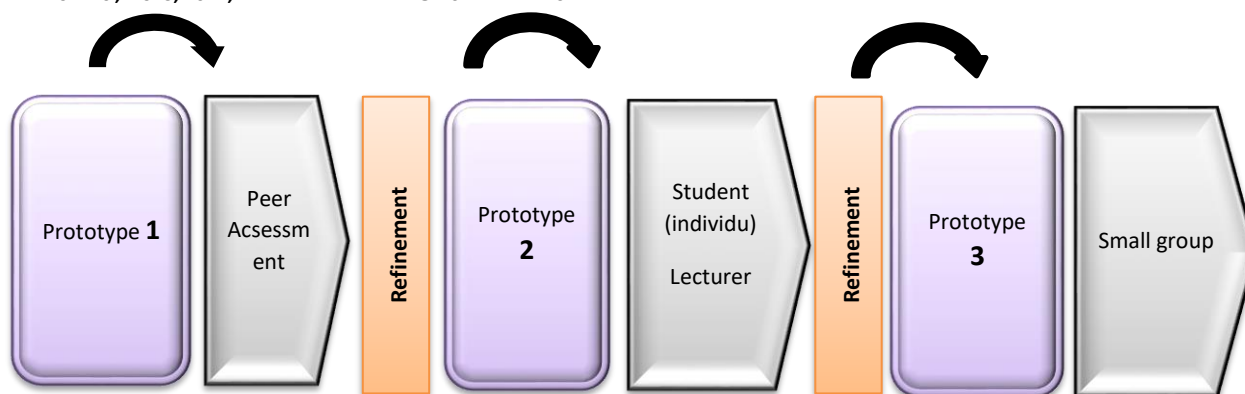 Prototype 1
Peer
Acsessm
ent
Refinement
Prototype
2
Student
(individu)
Lecturer
Refinement
Prototype
3
Small group